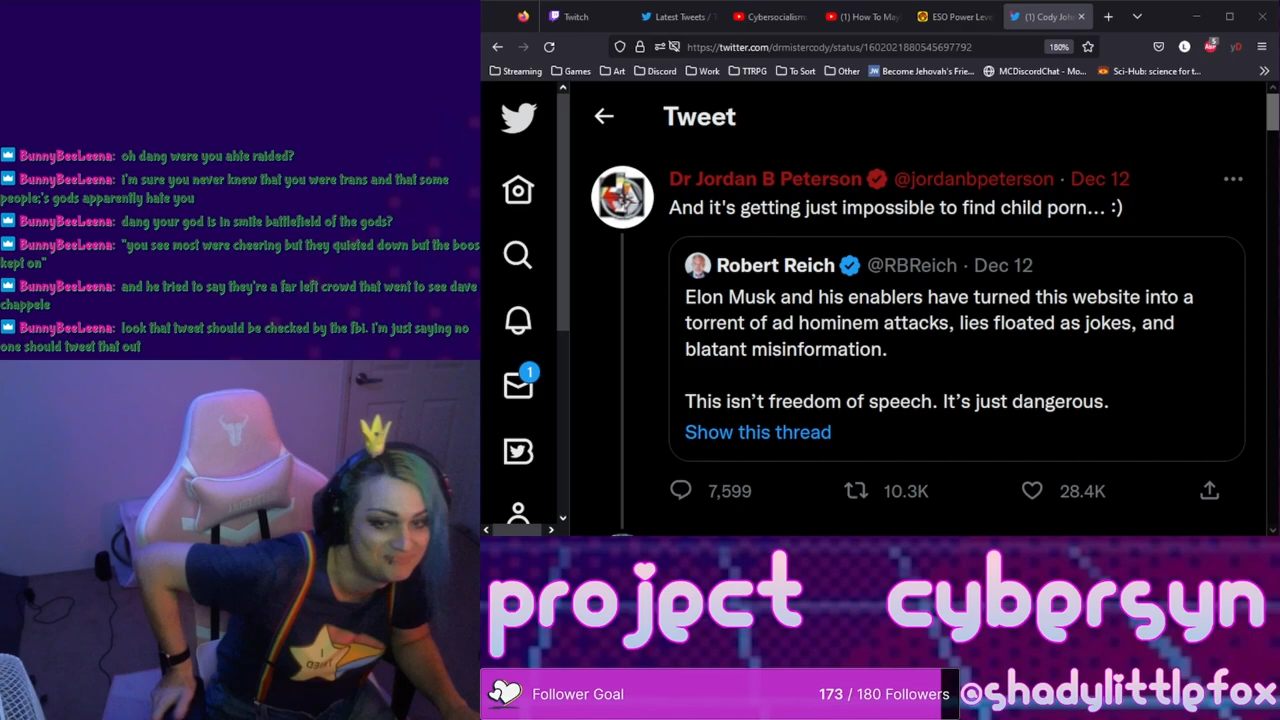 Twitch
Latest Tweets / T
Cybersocialism
(1) How To May
ESO Power Leve
(1) Cody John
https://twitter.com/drmistercody/status/1602021880545697792
180%
Streaming
Games
Art
Discord
Work
TTRPG
To Sort
Other
Become Jehovah's Frie...
MCDiscordChat - Mo...
Sci-Hub: science for t...
Tweet
Dr Jordan B Peterson @jordanbpeterson · Dec 12
And it's getting just impossible to find child porn... :)
Robert Reich @RBReich · Dec 12
Elon Musk and his enablers have turned this website into a
torrent of ad hominem attacks, lies floated as jokes, and
blatant misinformation.
This isn’t freedom of speech. It’s just dangerous.
Show this thread
7,599
10.3K
28.4K
1
BunnyBeeLeena: oh dang were you ahte raided?
BunnyBeeLeena: i'm sure you never knew that you were trans and that some
people;'s gods apparently hate you
BunnyBeeLeena: dang your god is in smite battlefield of the gods?
BunnyBeeLeena: "you see most were cheering but they quieted down but the boos
kept on"
BunnyBeeLeena: and he tried to say they're a far left crowd that went to see dave
chappele
BunnyBeeLeena: look that tweet should be checked by the fbi. i'm just saying no
one should tweet that out
I TRIED
project cybersyn
Follower Goal
173 / 180 Followers
@shadylittlefox